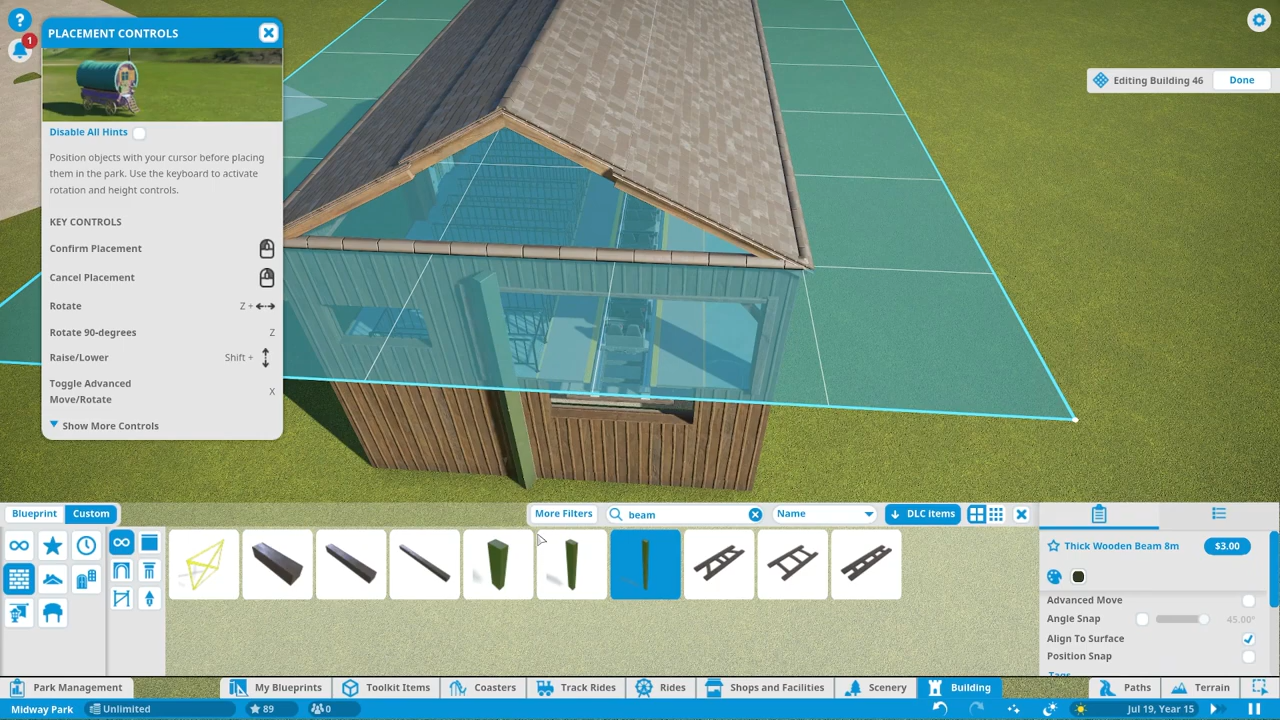 ?
1
PLACEMENT CONTROLS
Disable All Hints
Position objects with your cursor before placing
them in the park. Use the keyboard to activate
rotation and height controls.
KEY CONTROLS
Confirm Placement
Cancel Placement
Rotate Z +
Rotate 90-degrees Z
Raise/Lower Shift +
Toggle Advanced
Move/Rotate X
Show More Controls
Editing Building 46 Done
Blueprint Custom More Filters beam Name DLC Items
Thick Wooden Beam 8m $3.00
Advanced Move
Angle Snap 45.00°
Align To Surface
Position Snap
Park Management My Blueprints Toolkit Items Coasters Track Rides Rides Shops and Facilities Scenery Building Paths Terrain
Midway Park Unlimited 89 0 Jul 19, Year 15